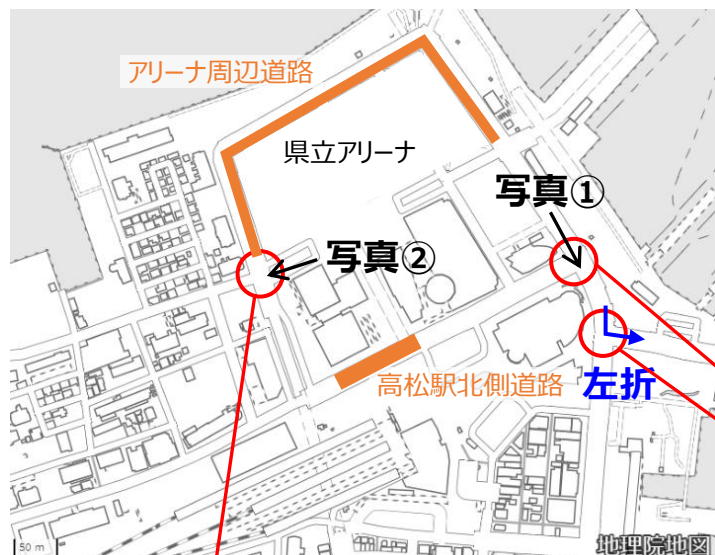 アリーナ周辺道路
県立アリーナ
写真①
写真②
高松駅北側道路
左折
50 m
地理院地図